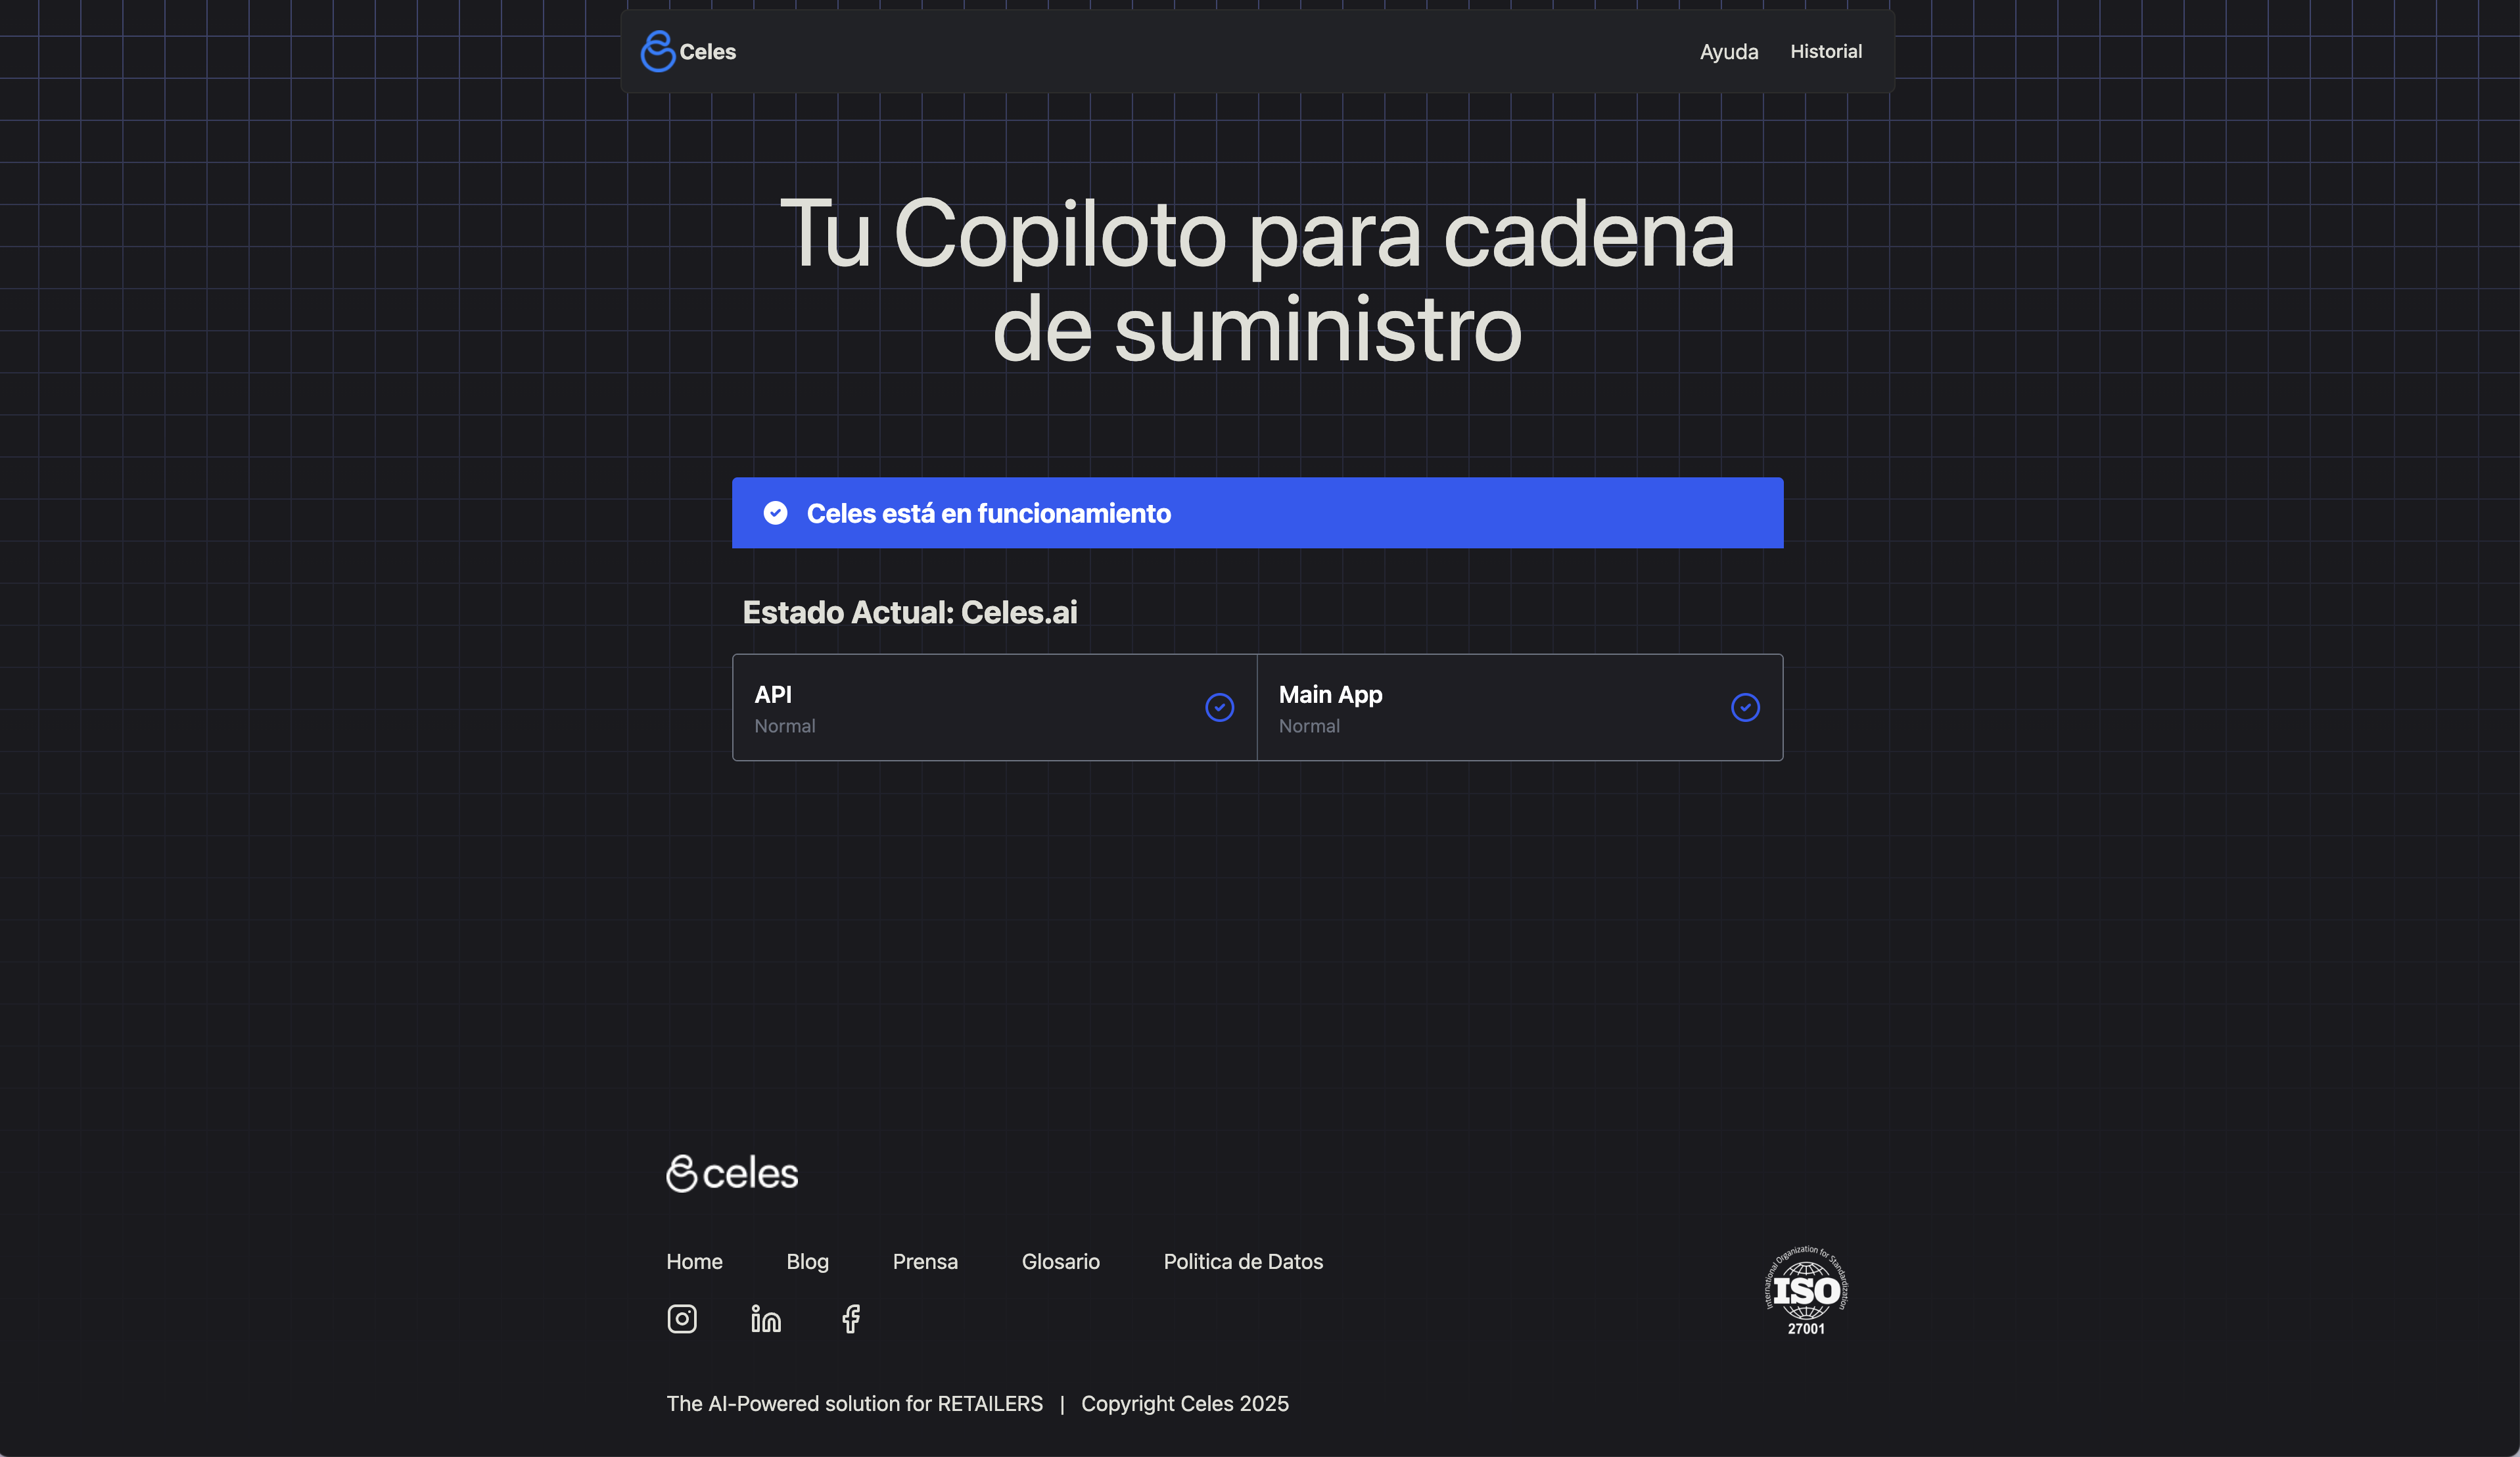 Celes
Ayuda
Historial
Tu Copiloto para cadena
de suministro
Celes está en funcionamiento
Estado Actual: Celes.ai
API
Normal
Main App
Normal
celes
Home
Blog
Prensa
Glosario
Politica de Datos
International Organization for Standardization
ISO
27001
The AI-Powered solution for RETAILERS | Copyright Celes 2025